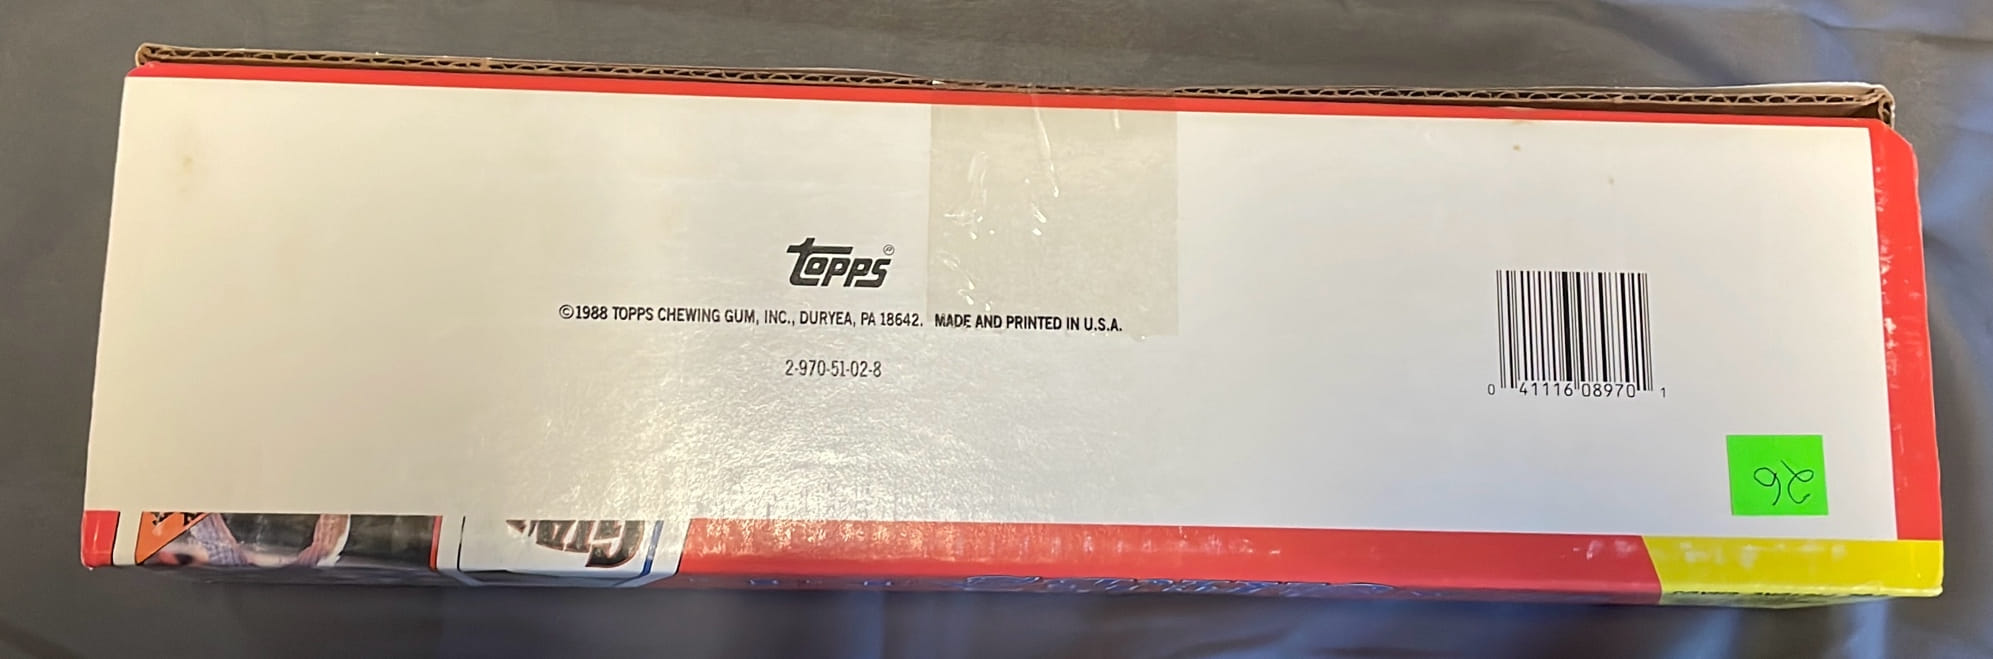 topps®
©1988 TOPPS CHEWING GUM, INC., DURYEA, PA 18642. MADE AND PRINTED IN U.S.A.
2-970-51-02-8
0 41116 08970 1
26